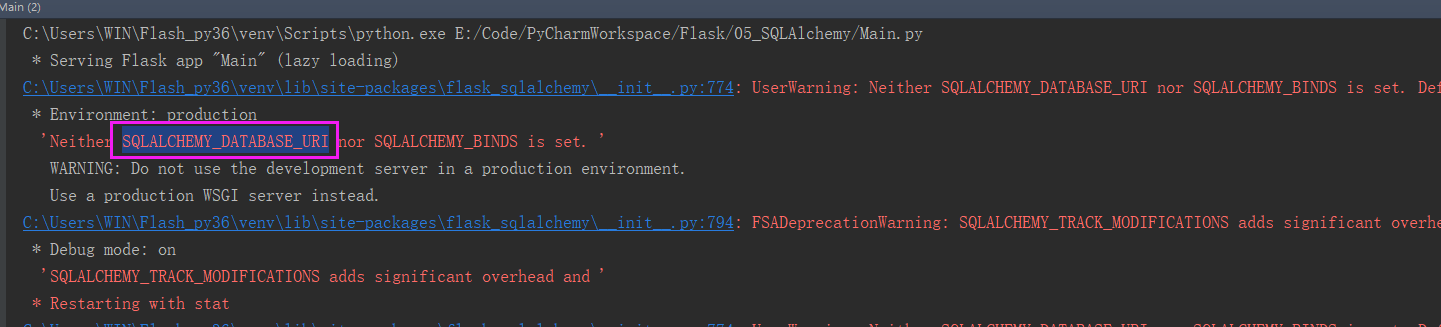 Main (2)
C:\Users\WIN\Flash_py36\venv\Scripts\python.exe E:/Code/PyCharmWorkspace/Flask/05_SQLAlchemy/Main.py
* Serving Flask app "Main" (lazy loading)
C:\Users\WIN\Flash_py36\venv\lib\site-packages\flask_sqlalchemy\__init__.py:774: UserWarning: Neither SQLALCHEMY_DATABASE_URI nor SQLALCHEMY_BINDS is set. Def
* Environment: production
'Neither SQLALCHEMY_DATABASE_URI nor SQLALCHEMY_BINDS is set. '
WARNING: Do not use the development server in a production environment.
Use a production WSGI server instead.
C:\Users\WIN\Flash_py36\venv\lib\site-packages\flask_sqlalchemy\__init__.py:794: FSADeprecationWarning: SQLALCHEMY_TRACK_MODIFICATIONS adds significant overhe
* Debug mode: on
'SQLALCHEMY_TRACK_MODIFICATIONS adds significant overhead and '
* Restarting with stat